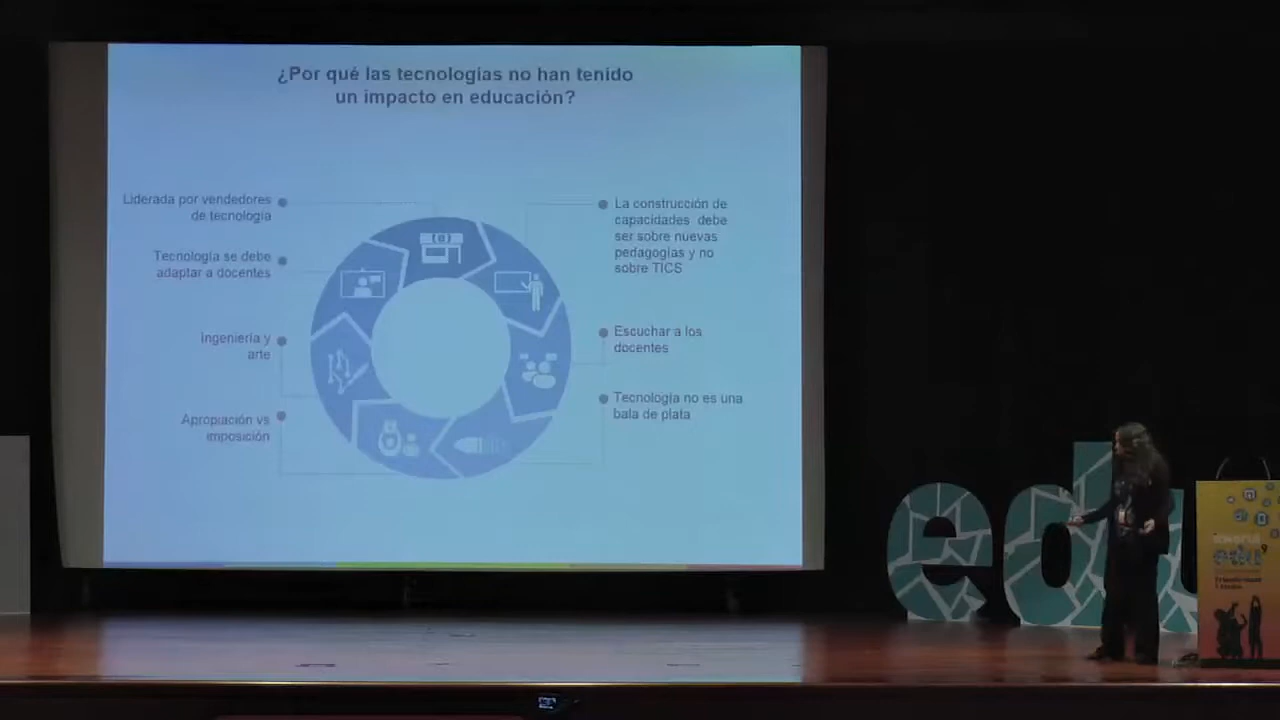 ¿Por qué las tecnologías no han tenido
un impacto en educación?
Liderada por vendedores
de tecnología
Tecnología se debe
adaptar a docentes
Ingeniería y
arte
Apropiación vs
imposición
La construcción de
capacidades debe
ser sobre nuevas
pedagogías y no
sobre TICS
Escuchar a los
docentes
Tecnología no es una
bala de plata
edu
edu